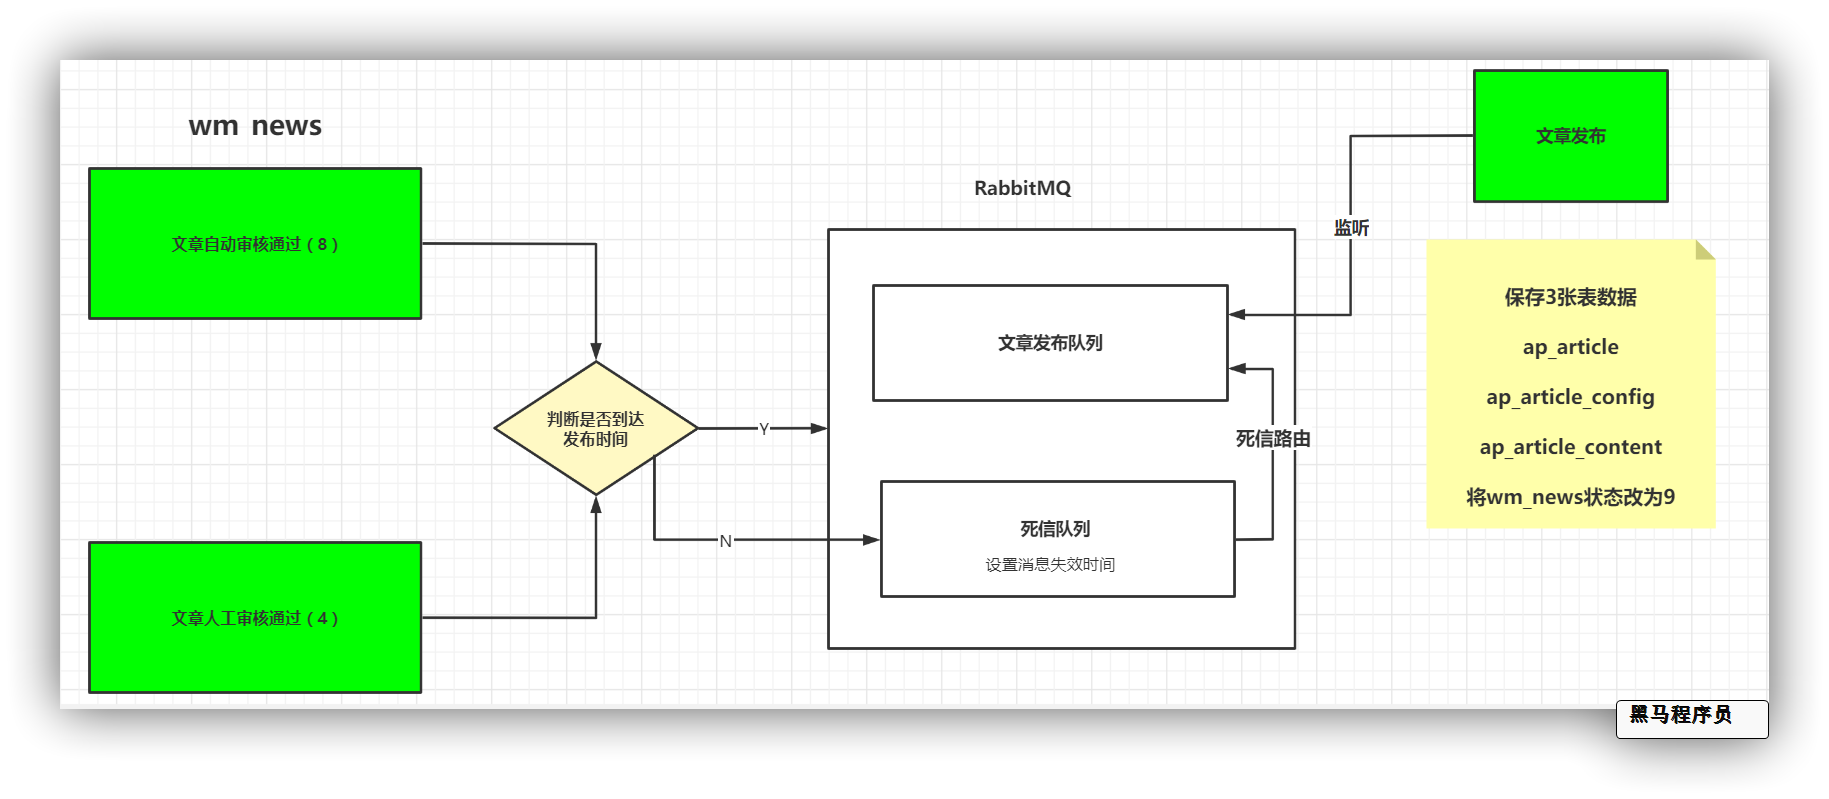 wm news
文章自动审核通过（8）
文章人工审核通过（4）
判断是否到达
发布时间
Y
N
RabbitMQ
文章发布队列
死信队列
设置消息失效时间
死信路由
监听
文章发布
保存3张表数据
ap_article
ap_article_config
ap_article_content
将wm_news状态改为9
黑马程序员